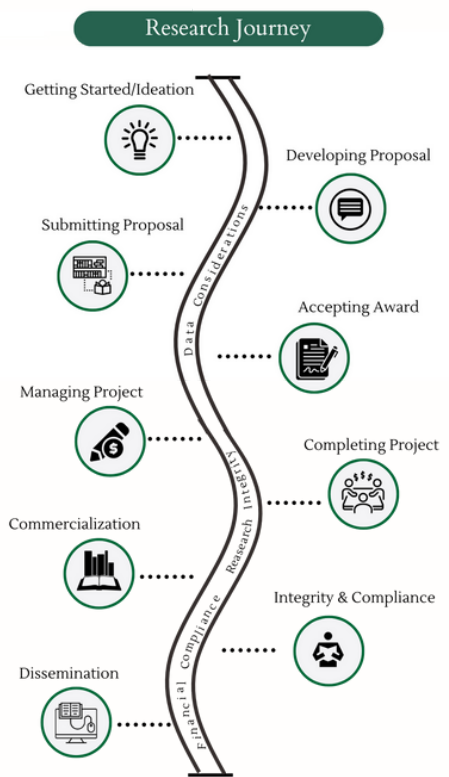 Research Journey
Getting Started/Ideation
Developing Proposal
Submitting Proposal
Data Considerations
Accepting Award
Managing Project
Completing Project
Reasearch Integrity
Commercialization
Integrity & Compliance
Financial Compliance
Dissemination